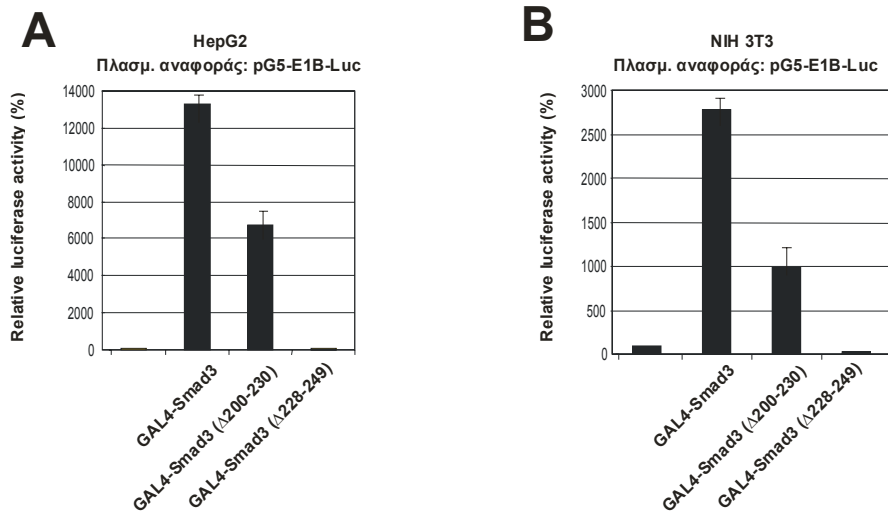 A
HepG2
Πλασμ. αναφοράς: pG5-E1B-Luc
Relative luciferase activity (%)
14000
12000
10000
8000
6000
4000
2000
0
GAL4-Smad3
GAL4-Smad3 (Δ200-230)
GAL4-Smad3 (Δ228-249)
B
NIH 3T3
Πλασμ. αναφοράς: pG5-E1B-Luc
Relative luciferase activity (%)
3000
2500
2000
1500
1000
500
0
GAL4-Smad3
GAL4-Smad3 (Δ200-230)
GAL4-Smad3 (Δ228-249)